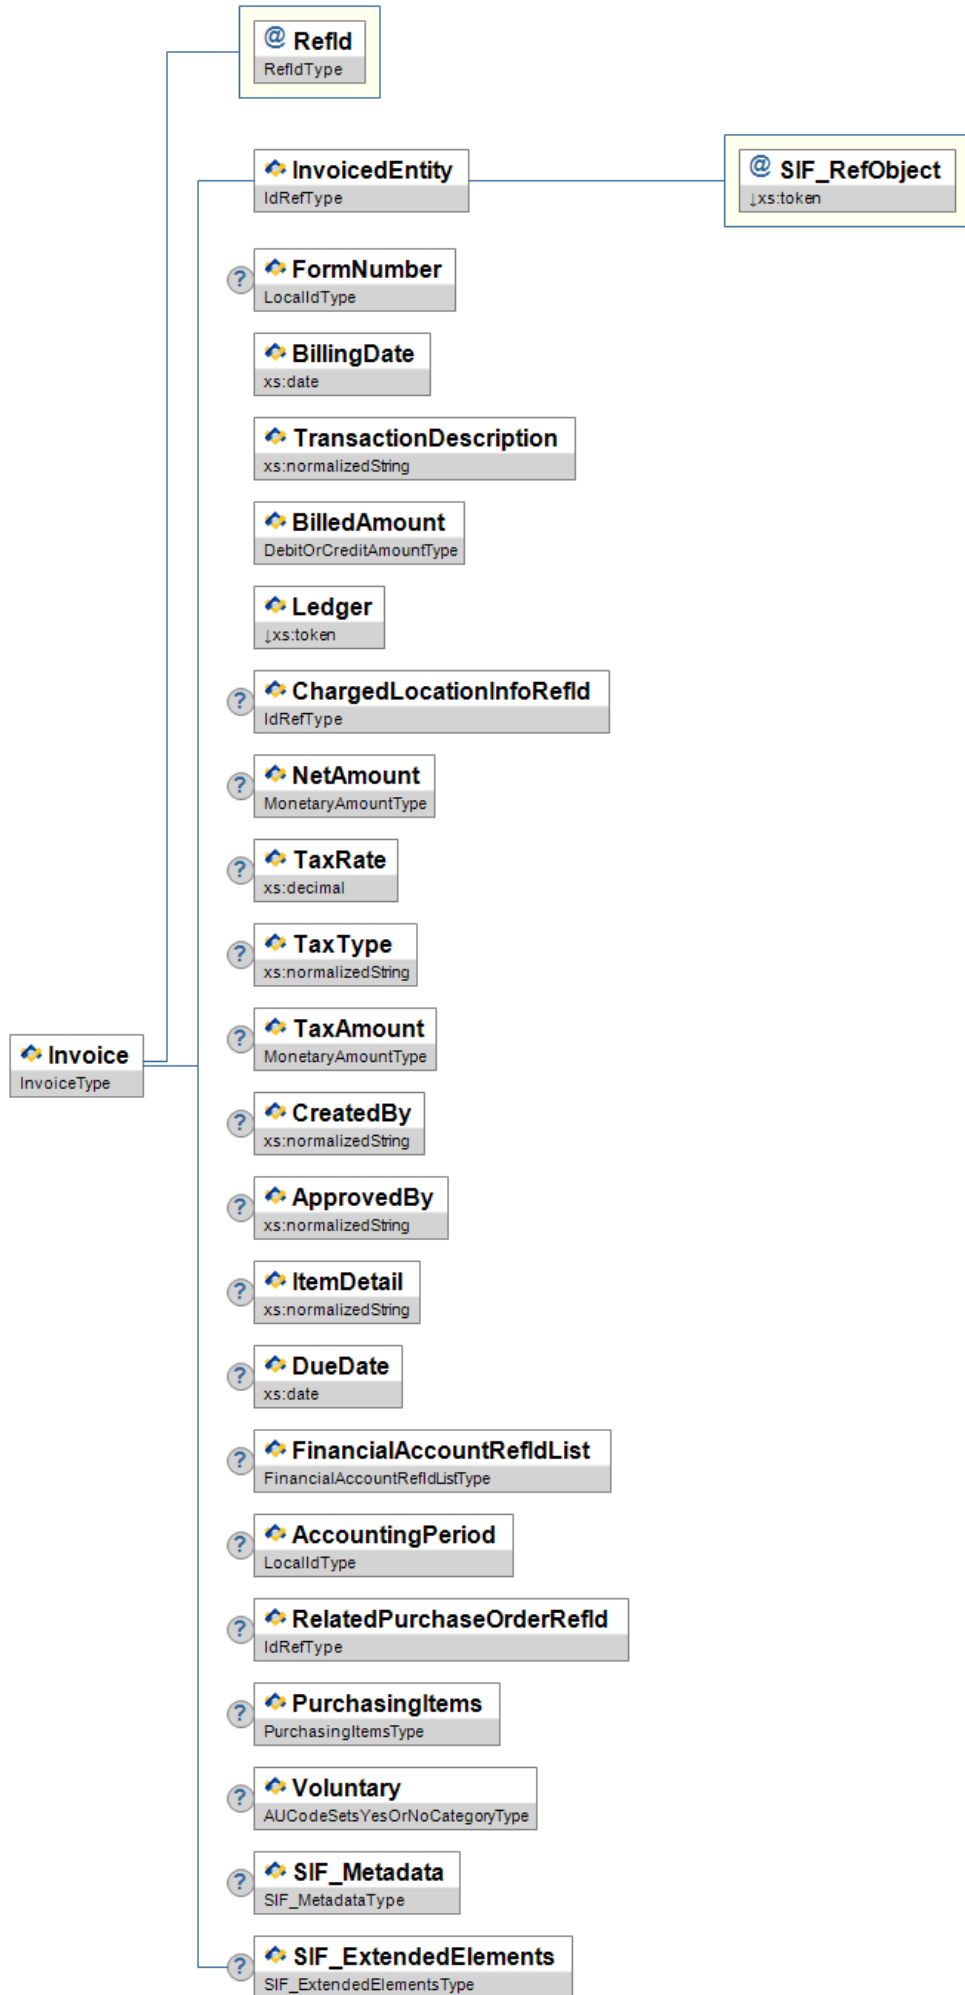 @ RefId
RefIdType
InvoicedEntity
IdRefType
@ SIF_RefObject
↓xs:token
? FormNumber
LocalIdType
BillingDate
xs:date
TransactionDescription
xs:normalizedString
BilledAmount
DebitOrCreditAmountType
Ledger
↓xs:token
? ChargedLocationInfoRefId
IdRefType
? NetAmount
MonetaryAmountType
? TaxRate
xs:decimal
? TaxType
xs:normalizedString
? TaxAmount
MonetaryAmountType
Invoice
InvoiceType
? CreatedBy
xs:normalizedString
? ApprovedBy
xs:normalizedString
? ItemDetail
xs:normalizedString
? DueDate
xs:date
? FinancialAccountRefIdList
FinancialAccountRefIdListType
? AccountingPeriod
LocalIdType
? RelatedPurchaseOrderRefId
IdRefType
? PurchasingItems
PurchasingItemsType
? Voluntary
AUCodeSetsYesOrNoCategoryType
? SIF_Metadata
SIF_MetadataType
? SIF_ExtendedElements
SIF_ExtendedElementsType